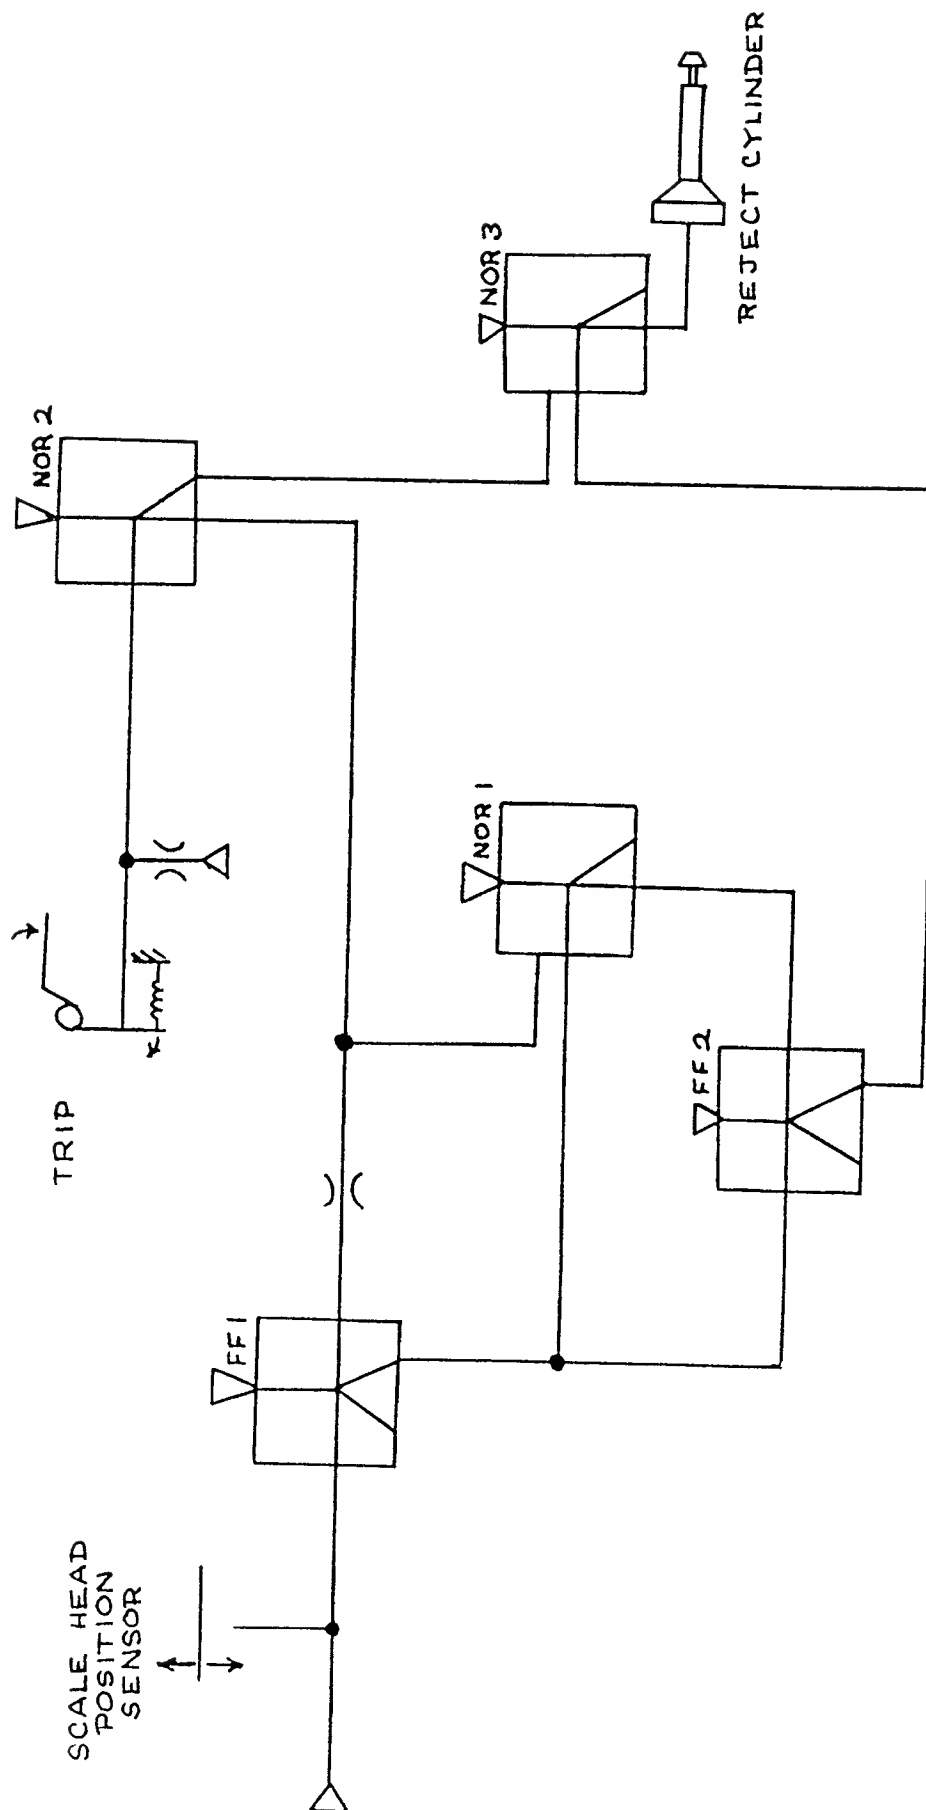 SCALE HEAD
POSITION
SENSOR
TRIP
FF1
NOR 2
NOR 1
FF2
NOR 3
REJECT CYLINDER